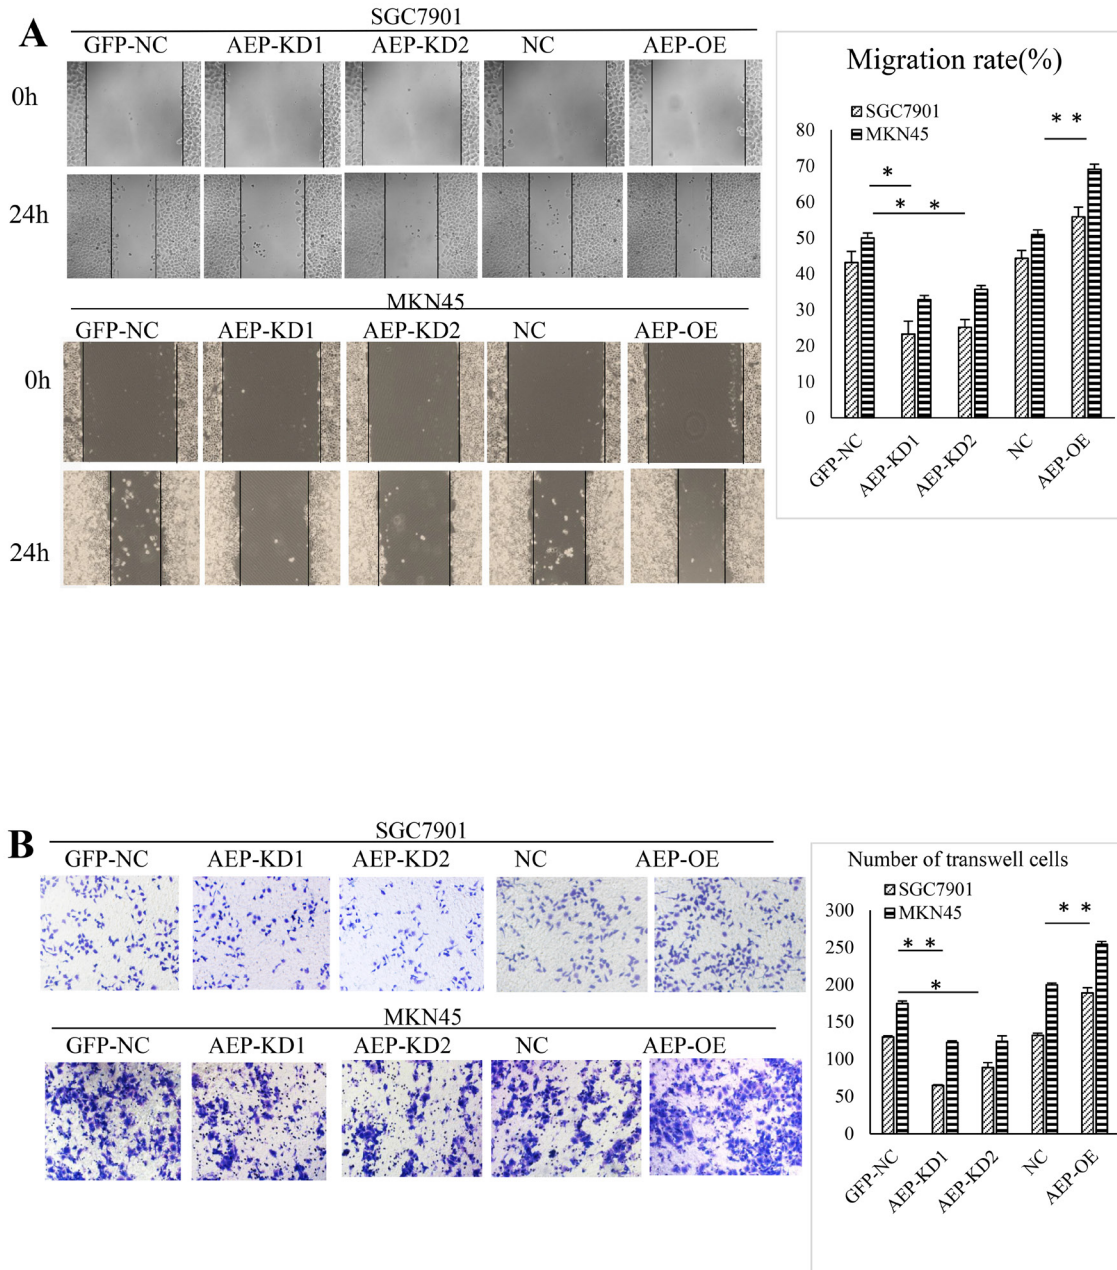 A
SGC7901
GFP-NC AEP-KD1 AEP-KD2 NC AEP-OE
0h
24h
MKN45
GFP-NC AEP-KD1 AEP-KD2 NC AEP-OE
0h
24h
Migration rate(%)
SGC7901
MKN45
* *
*
* *
80
70
60
50
40
30
20
10
0
GFP-NC
AEP-KD1
AEP-KD2
NC
AEP-OE
B
SGC7901
GFP-NC AEP-KD1 AEP-KD2 NC AEP-OE
MKN45
GFP-NC AEP-KD1 AEP-KD2 NC AEP-OE
Number of transwell cells
SGC7901
MKN45
* *
* *
*
300
250
200
150
100
50
0
GFP-NC
AEP-KD1
AEP-KD2
NC
AEP-OE